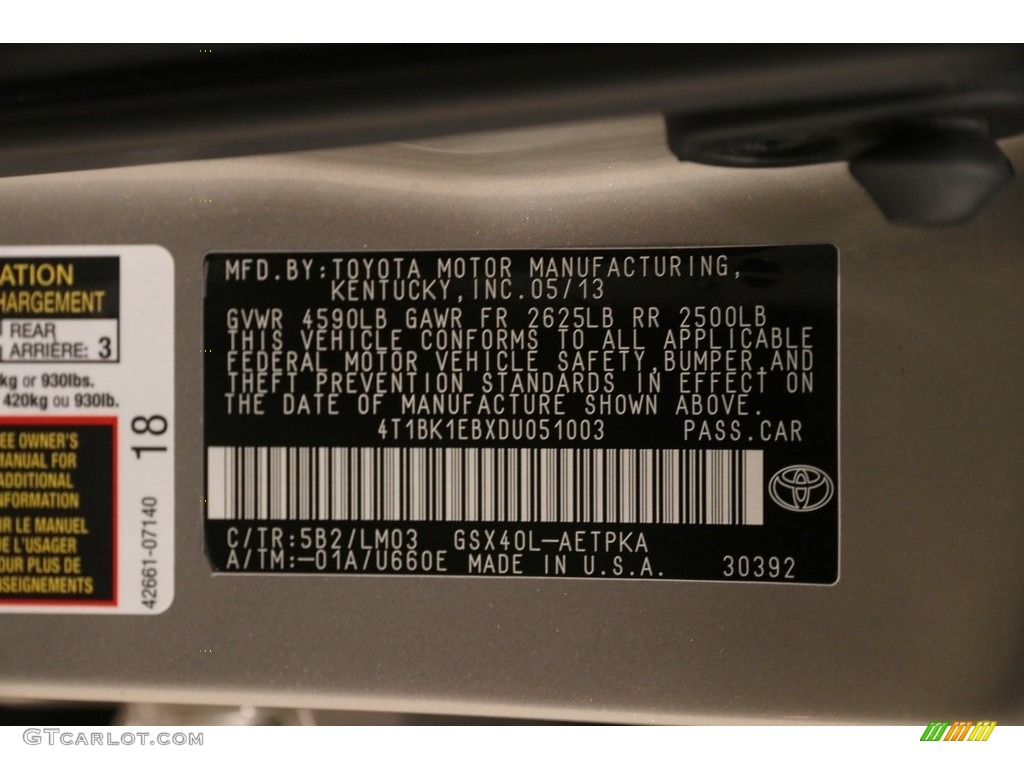 ATION
HARGEMENT
REAR
ARRIÈRE: 3
kg or 930lbs.
420kg ou 930lb.
EE OWNER'S
MANUAL FOR
ADDITIONAL
NFORMATION
IR LE MANUEL
DE L'USAGER
OUR PLUS DE
NSEIGNEMENTS
18
42661-07140
MFD.BY:TOYOTA MOTOR MANUFACTURING,
KENTUCKY,INC.05/13
GVWR 4590LB GAWR FR 2625LB RR 2500LB
THIS VEHICLE CONFORMS TO ALL APPLICABLE
FEDERAL MOTOR VEHICLE SAFETY,BUMPER,AND
THEFT PREVENTION STANDARDS IN EFFECT ON
THE DATE OF MANUFACTURE SHOWN ABOVE.
4T1BK1EBXDU051003 PASS.CAR
C/TR:5B2/LM03 GSX40L-AETPKA
A/TM:-01A/U660E MADE IN U.S.A. 30392
GTCARLOT.COM